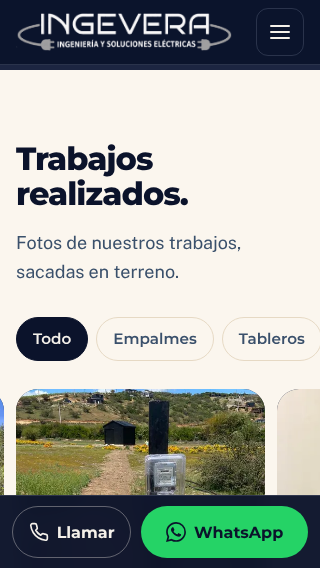 INGEVERA
INGENIERÍA Y SOLUCIONES ELÉCTRICAS
Trabajos
realizados.
Fotos de nuestros trabajos,
sacadas en terreno.
Todo
Empalmes
Tableros
Llamar
WhatsApp